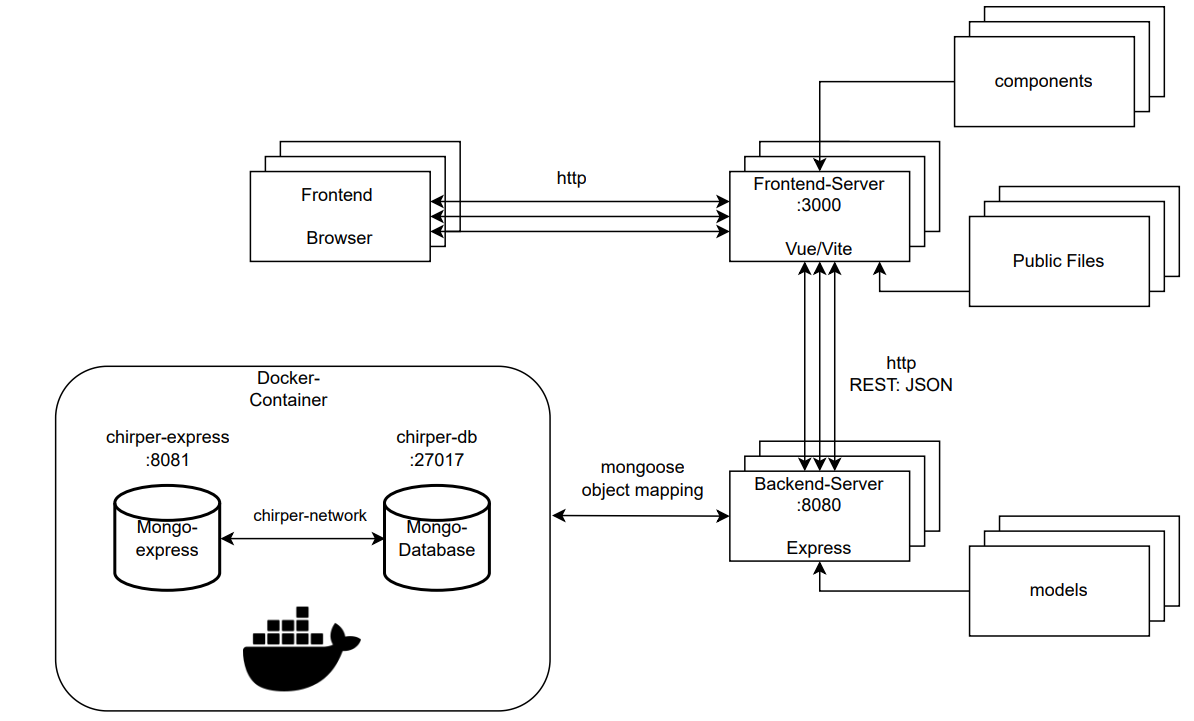 components
http
Frontend
Browser
Frontend-Server
:3000
Vue/Vite
Public Files
http
REST: JSON
Docker-
Container
chirper-express
:8081
chirper-db
:27017
Mongo-
express
chirper-network
Mongo-
Database
mongoose
object mapping
Backend-Server
:8080
Express
models